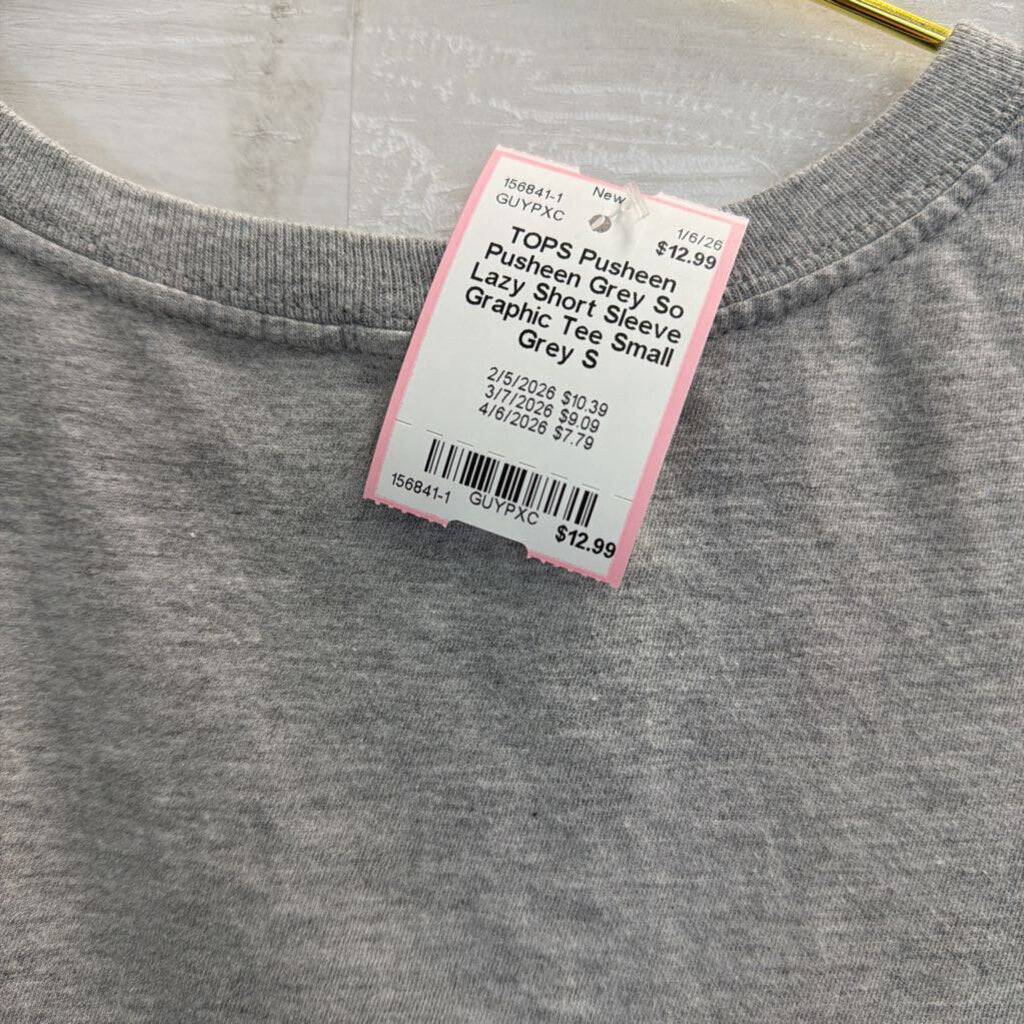 156841-1 New
GUYPXC 1/6/26
$12.99
TOPS Pusheen
Pusheen Grey So
Lazy Short Sleeve
Graphic Tee Small
Grey S
2/5/2026 $10.39
3/7/2026 $9.09
4/6/2026 $7.79
156841-1 GUYPXC $12.99